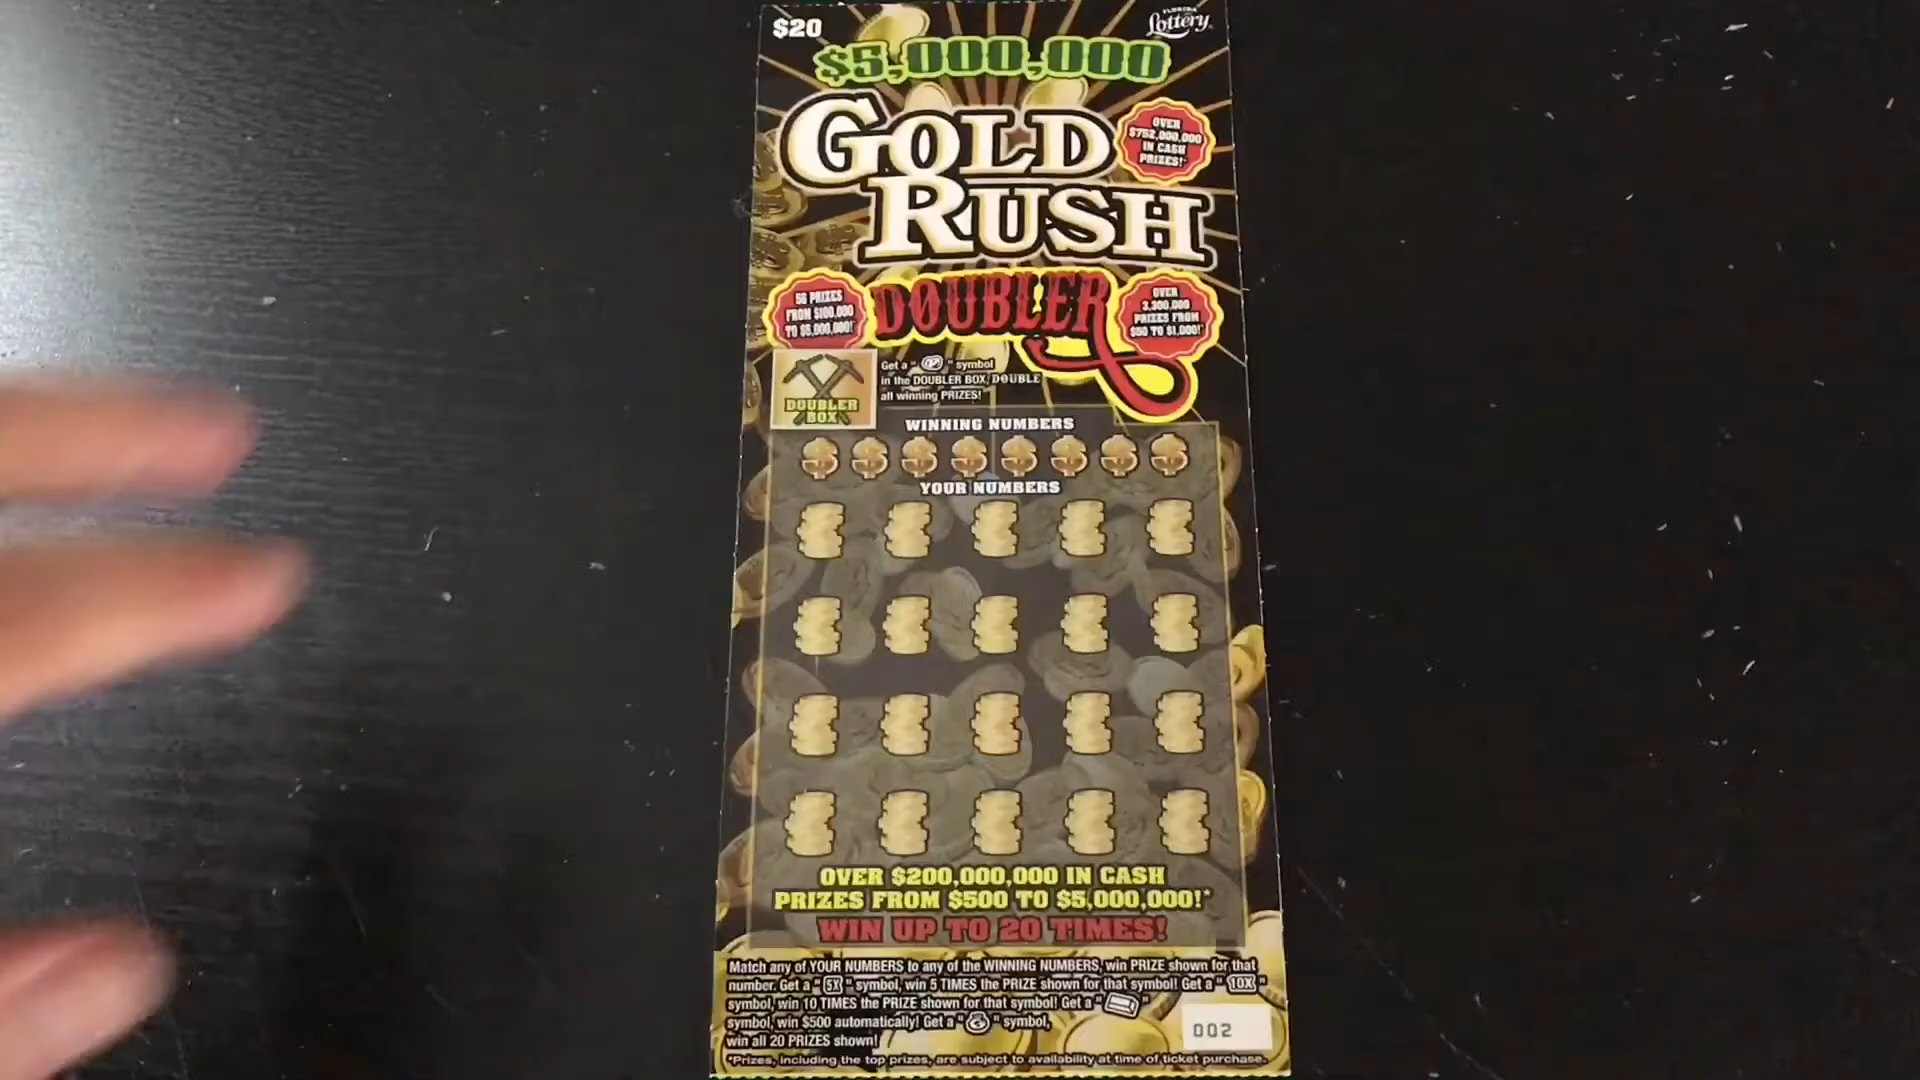 $20
FLORIDA
Lottery
$5,000,000
GOLD
RUSH
DOUBLER
OVER
$752,000,000
IN CASH
PRIZES!*
56 PRIZES
FROM $100,000
TO $5,000,000!*
OVER
3,300,000
PRIZES FROM
$50 TO $1,000!*
DOUBLER
BOX
Get a " " symbol
in the DOUBLER BOX, DOUBLE
all winning PRIZES!
WINNING NUMBERS
$ $ $ $ $ $ $ $
YOUR NUMBERS
OVER $200,000,000 IN CASH
PRIZES FROM $500 TO $5,000,000!*
WIN UP TO 20 TIMES!
Match any of YOUR NUMBERS to any of the WINNING NUMBERS, win PRIZE shown for that
number. Get a "5X" symbol, win 5 TIMES the PRIZE shown for that symbol! Get a "10X"
symbol, win 10 TIMES the PRIZE shown for that symbol! Get a " "
symbol, win $500 automatically! Get a " " symbol,
win all 20 PRIZES shown!
002
*Prizes, including the top prizes, are subject to availability at time of ticket purchase.